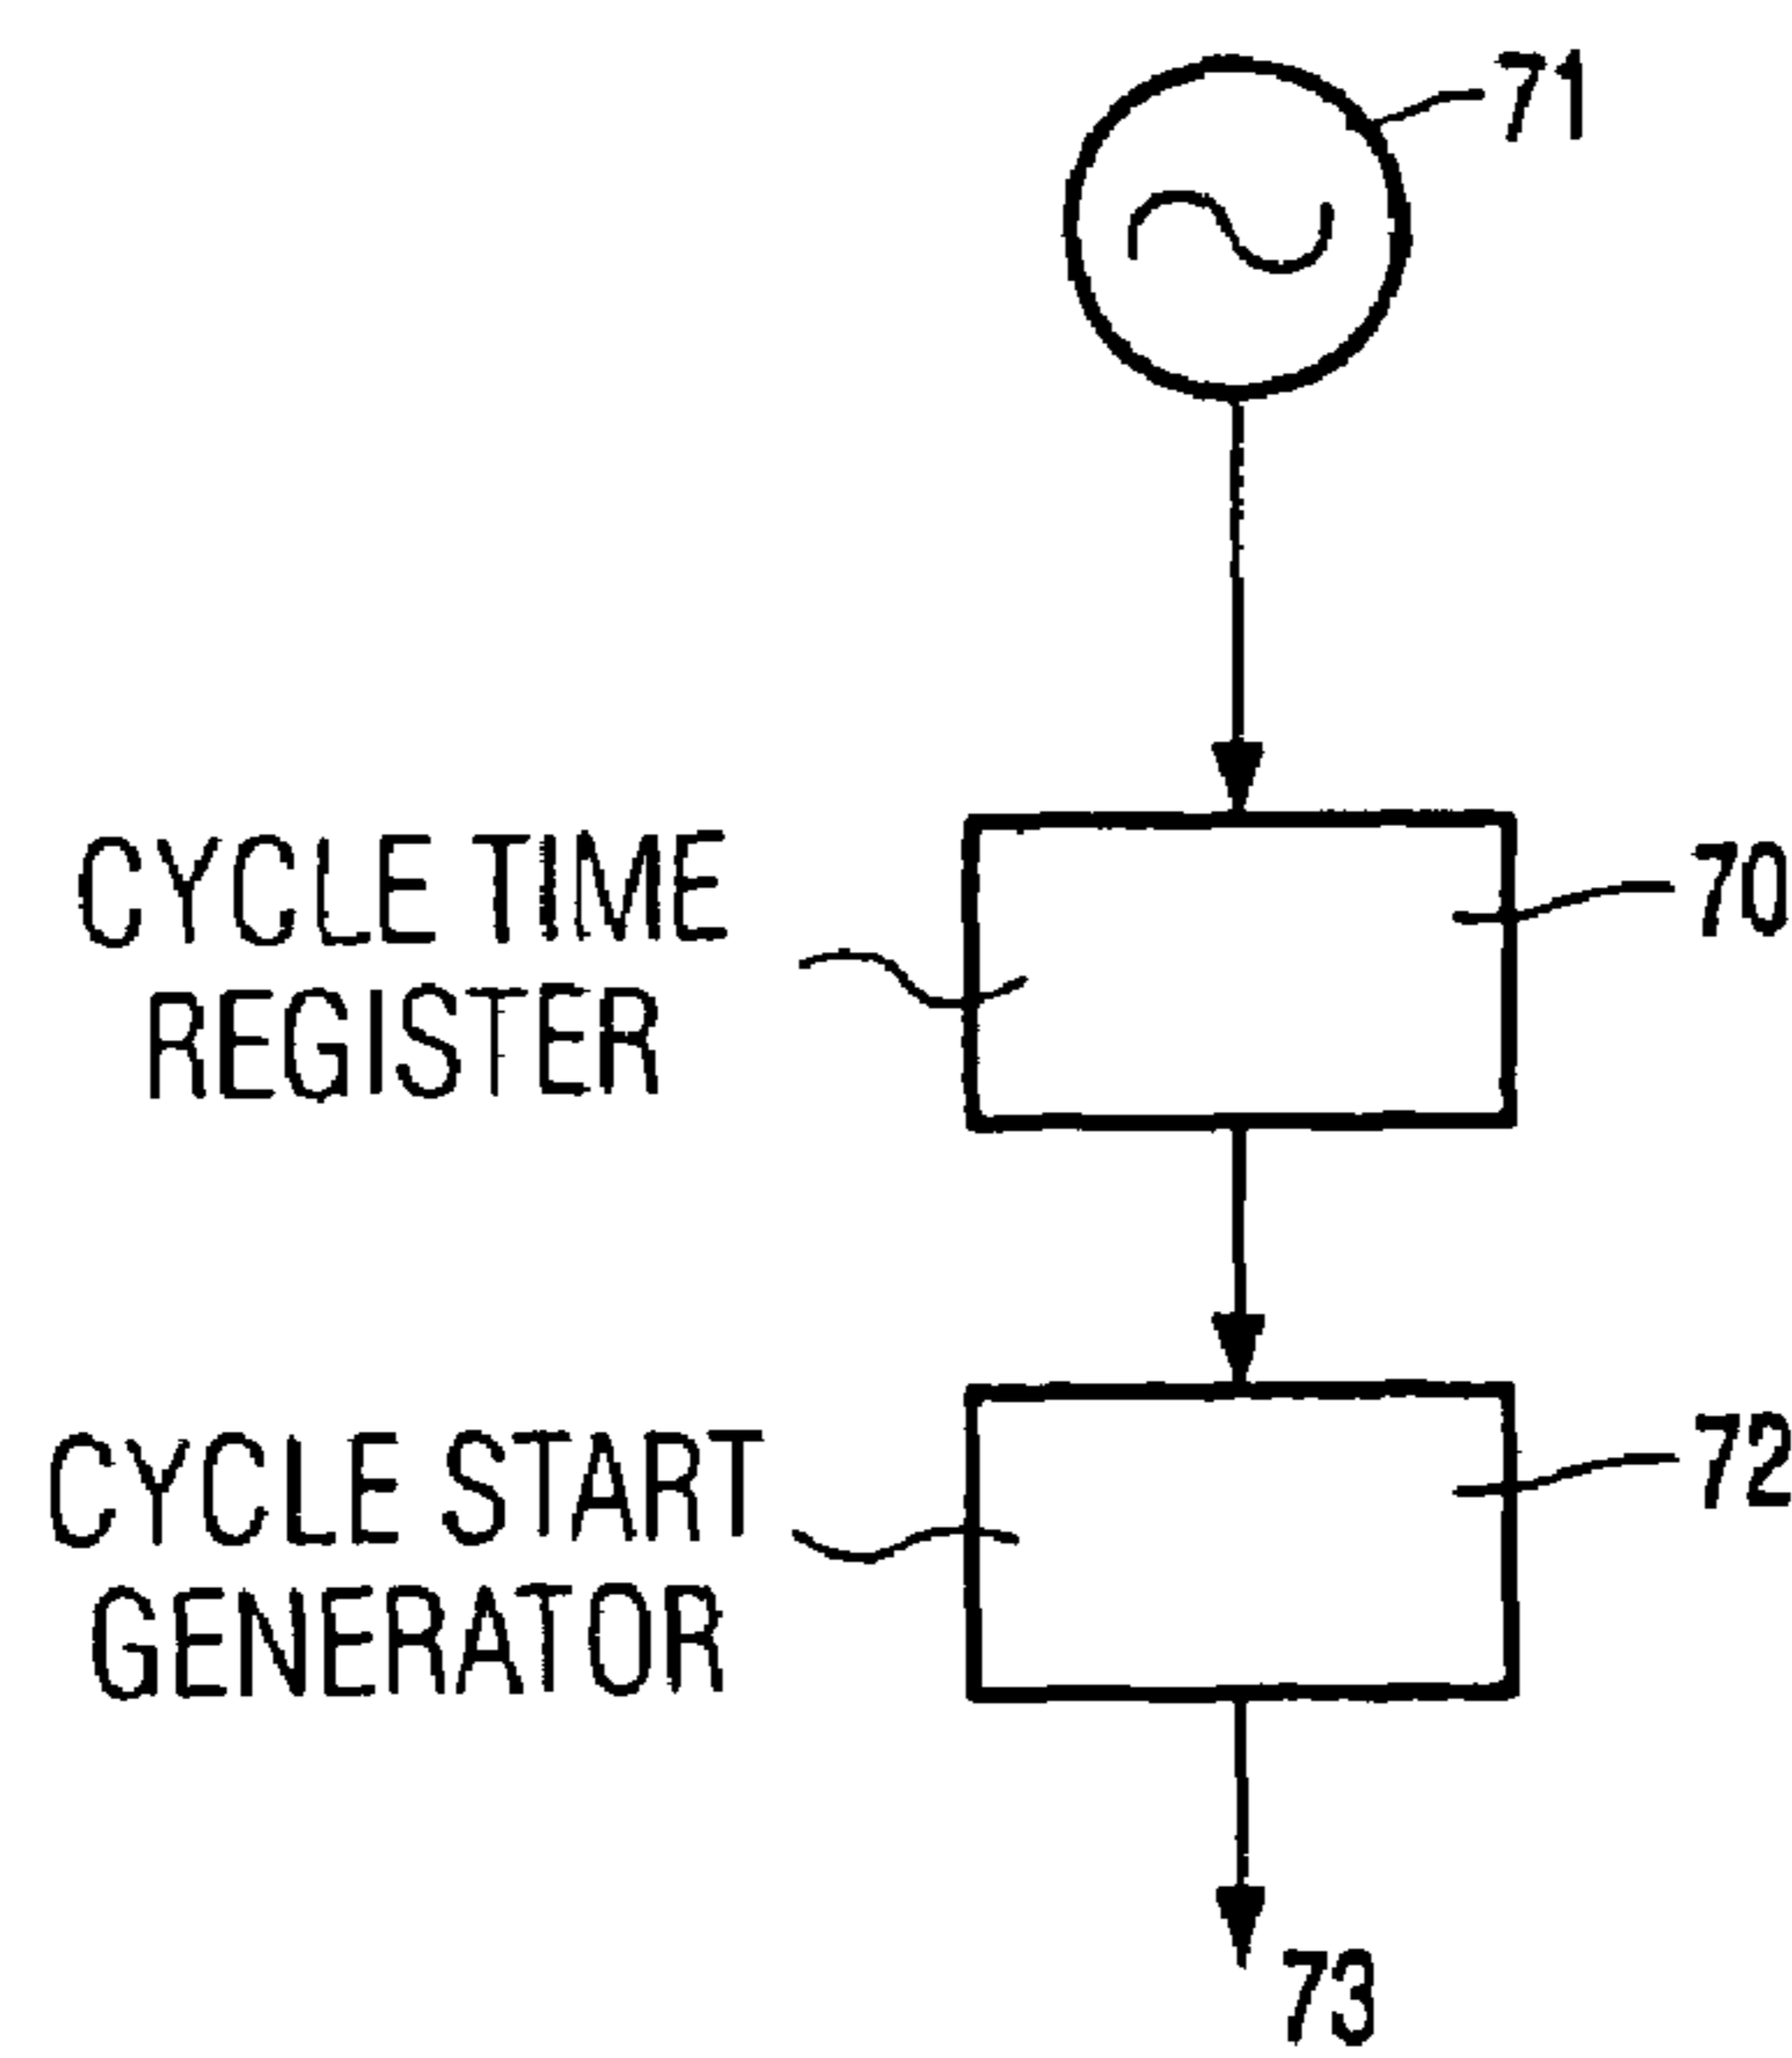 71
CYCLE TIME
REGISTER
70
CYCLE START
GENERATOR
72
73